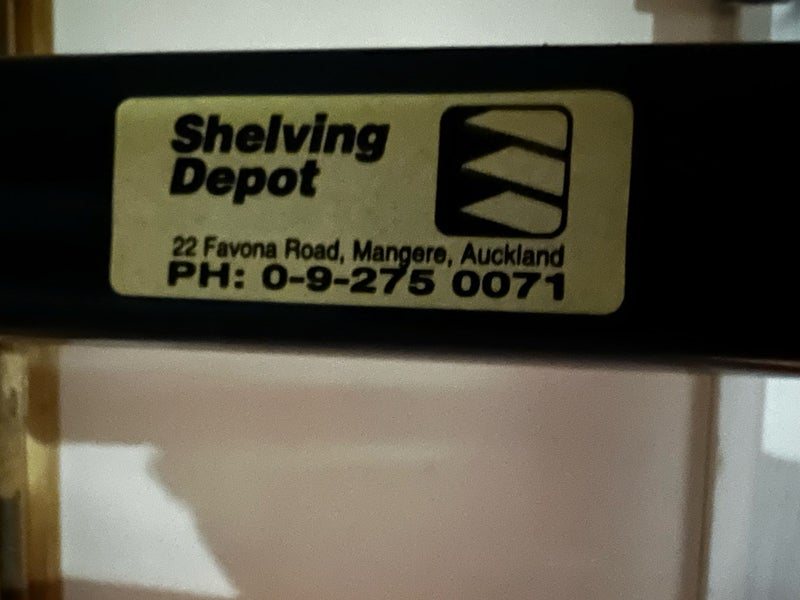 Shelving
Depot
22 Favona Road, Mangere, Auckland
PH: 0-9-275 0071